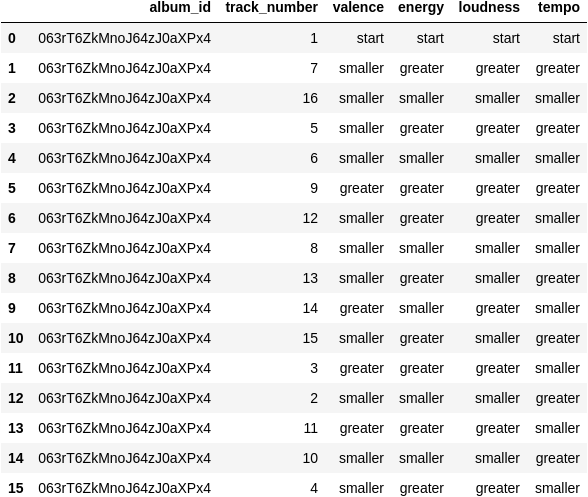 album_id track_number valence energy loudness tempo
0 063rT6ZkMnoJ64zJ0aXPx4 1 start start start start
1 063rT6ZkMnoJ64zJ0aXPx4 7 smaller greater greater greater
2 063rT6ZkMnoJ64zJ0aXPx4 16 smaller smaller smaller smaller
3 063rT6ZkMnoJ64zJ0aXPx4 5 smaller greater greater greater
4 063rT6ZkMnoJ64zJ0aXPx4 6 smaller smaller smaller smaller
5 063rT6ZkMnoJ64zJ0aXPx4 9 greater greater greater greater
6 063rT6ZkMnoJ64zJ0aXPx4 12 smaller greater greater smaller
7 063rT6ZkMnoJ64zJ0aXPx4 8 smaller smaller smaller smaller
8 063rT6ZkMnoJ64zJ0aXPx4 13 smaller greater smaller greater
9 063rT6ZkMnoJ64zJ0aXPx4 14 greater smaller greater smaller
10 063rT6ZkMnoJ64zJ0aXPx4 15 smaller greater smaller greater
11 063rT6ZkMnoJ64zJ0aXPx4 3 greater greater greater smaller
12 063rT6ZkMnoJ64zJ0aXPx4 2 smaller smaller smaller greater
13 063rT6ZkMnoJ64zJ0aXPx4 11 greater greater greater smaller
14 063rT6ZkMnoJ64zJ0aXPx4 10 smaller smaller smaller greater
15 063rT6ZkMnoJ64zJ0aXPx4 4 smaller greater greater smaller